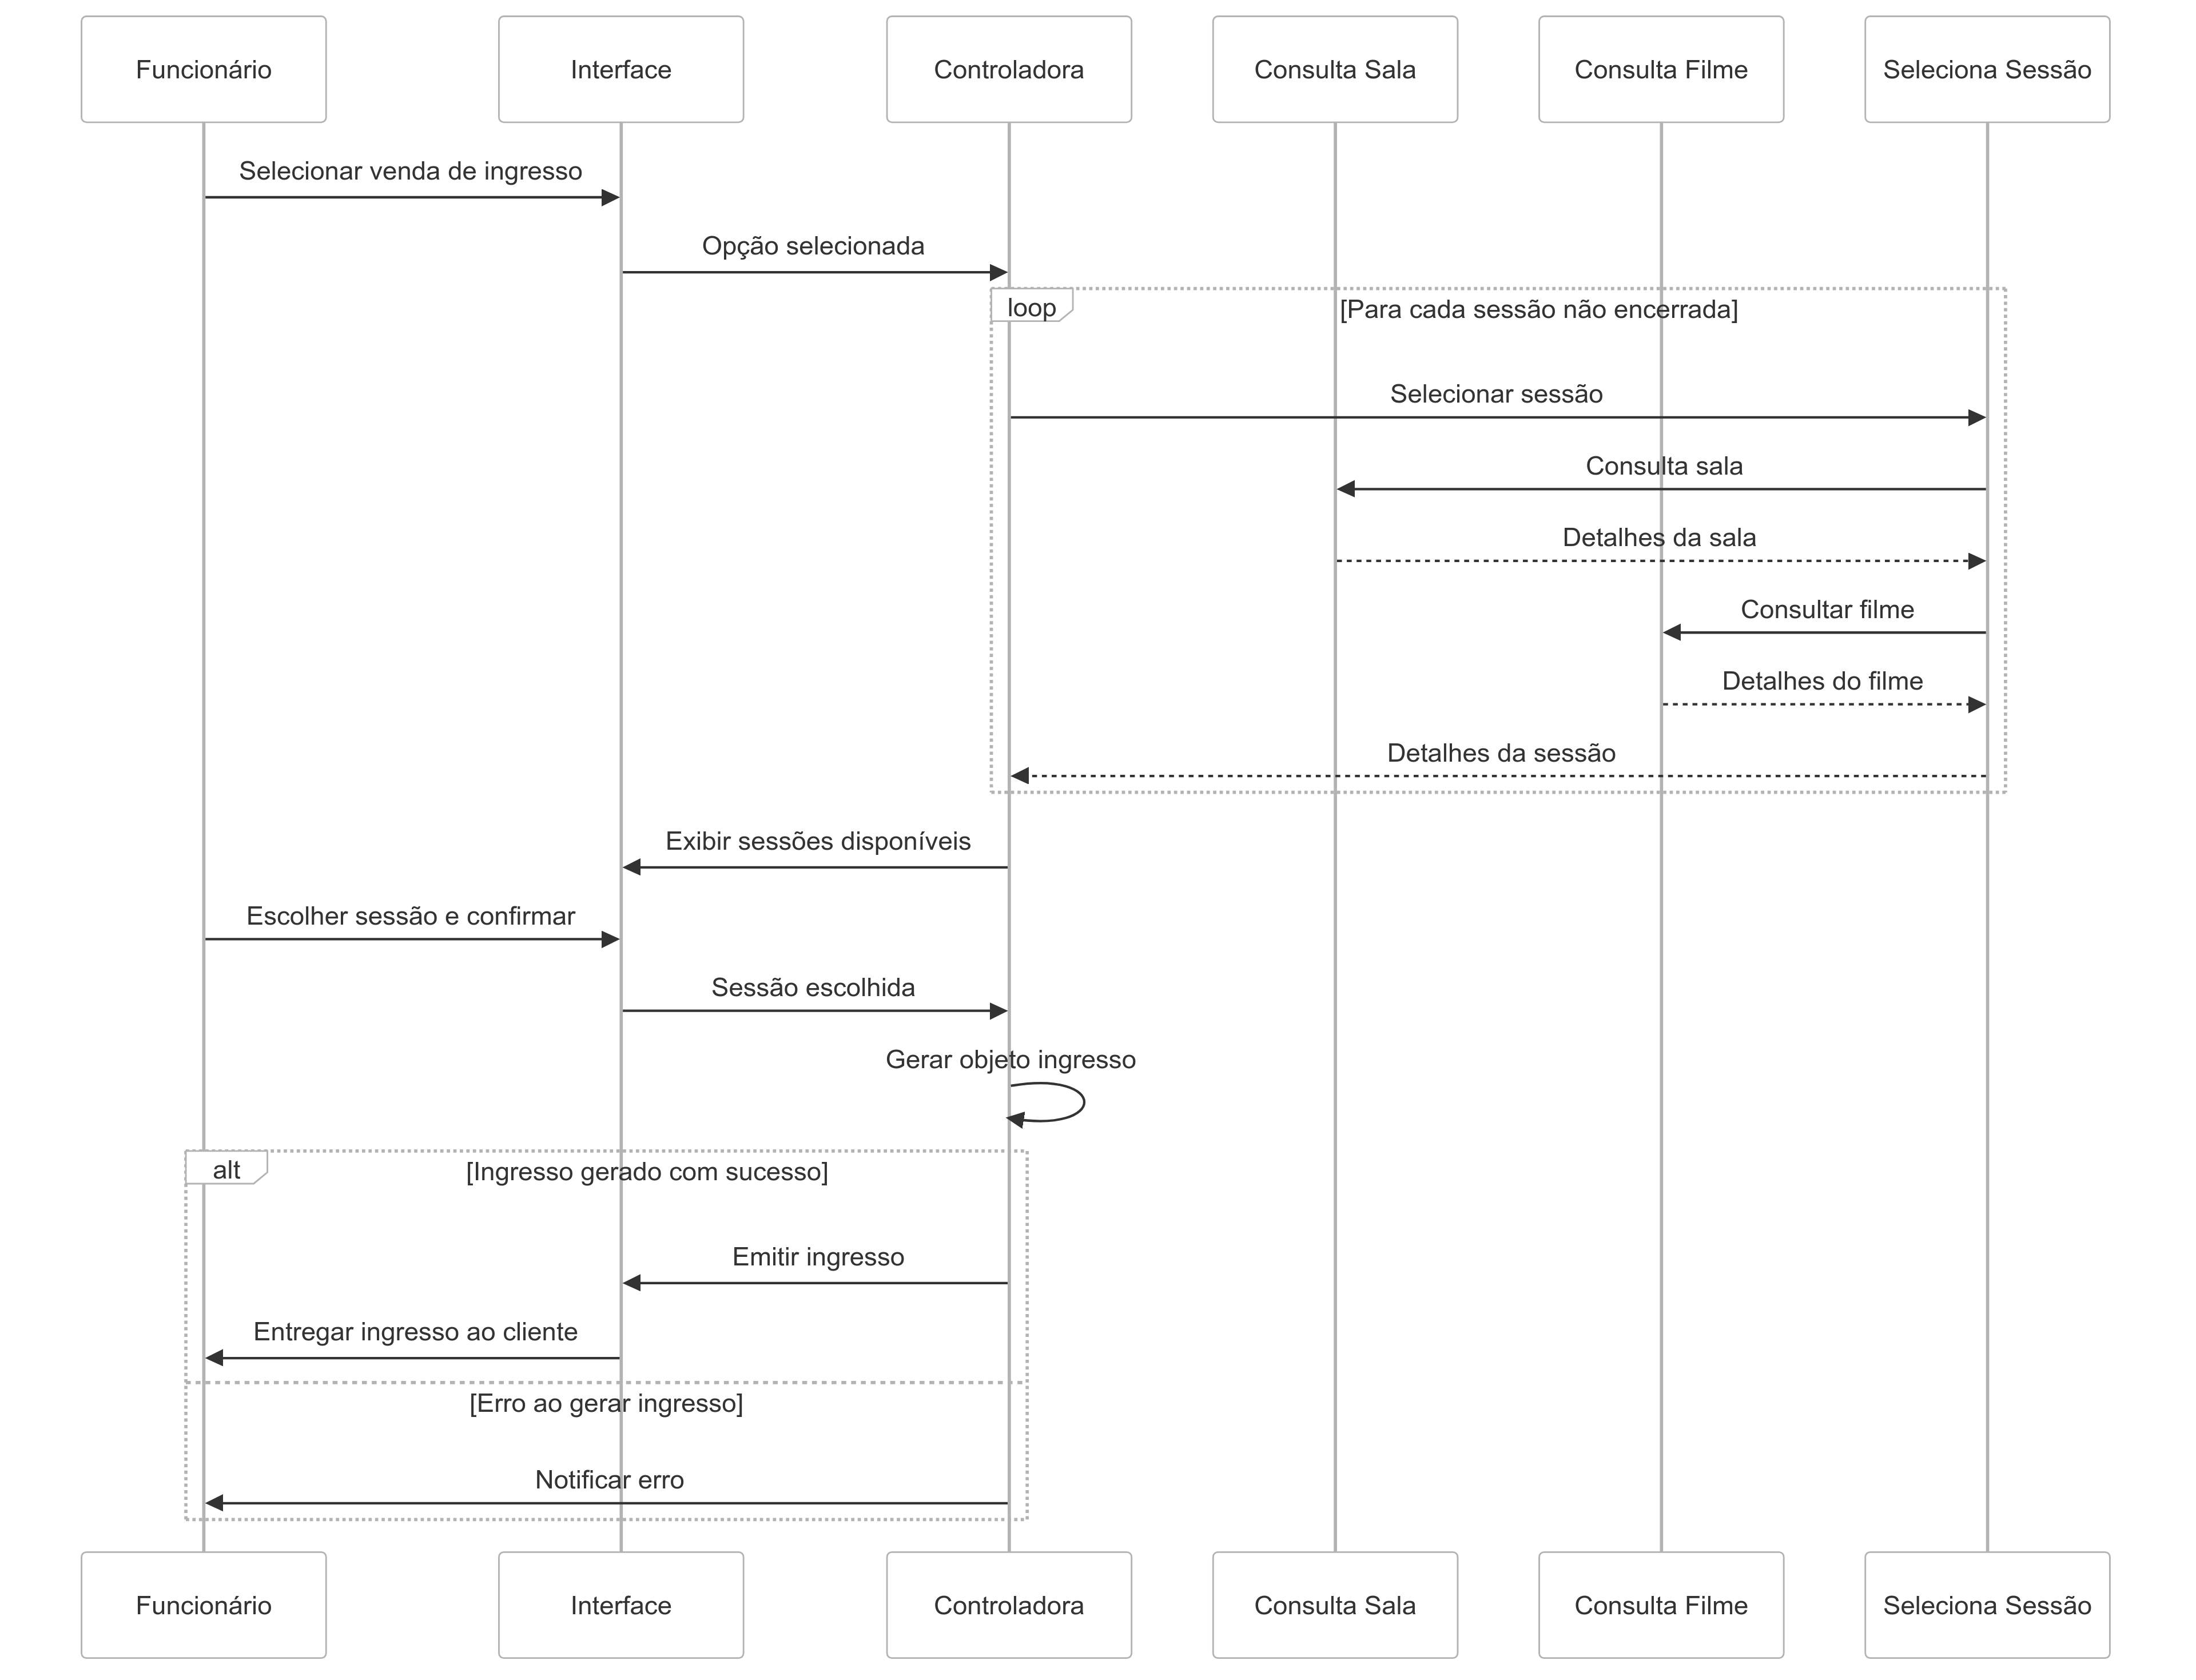 Funcionário
Interface
Controladora
Consulta Sala
Consulta Filme
Seleciona Sessão
Selecionar venda de ingresso
Opção selecionada
loop
[Para cada sessão não encerrada]
Selecionar sessão
Consulta sala
Detalhes da sala
Consultar filme
Detalhes do filme
Detalhes da sessão
Exibir sessões disponíveis
Escolher sessão e confirmar
Sessão escolhida
Gerar objeto ingresso
alt
[Ingresso gerado com sucesso]
Emitir ingresso
Entregar ingresso ao cliente
[Erro ao gerar ingresso]
Notificar erro
Funcionário
Interface
Controladora
Consulta Sala
Consulta Filme
Seleciona Sessão